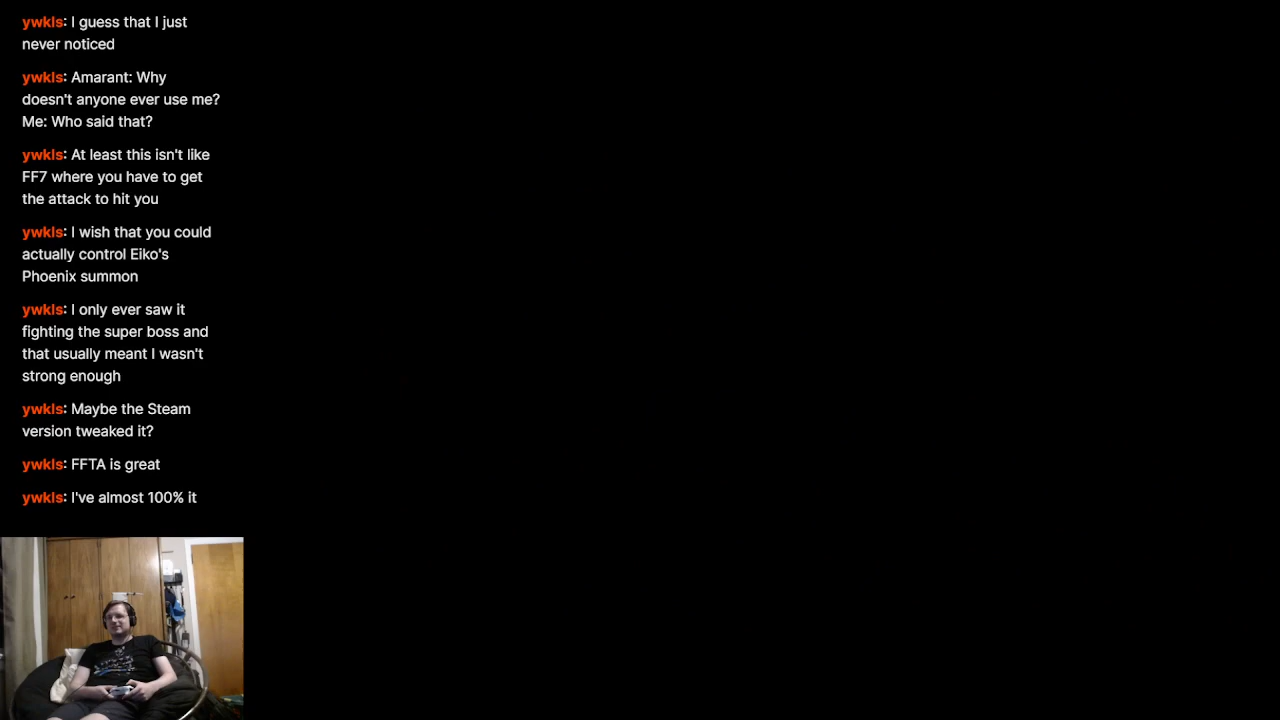 ywkls: I guess that I just
never noticed
ywkls: Amarant: Why
doesn't anyone ever use me?
Me: Who said that?
ywkls: At least this isn't like
FF7 where you have to get
the attack to hit you
ywkls: I wish that you could
actually control Eiko's
Phoenix summon
ywkls: I only ever saw it
fighting the super boss and
that usually meant I wasn't
strong enough
ywkls: Maybe the Steam
version tweaked it?
ywkls: FFTA is great
ywkls: I've almost 100% it